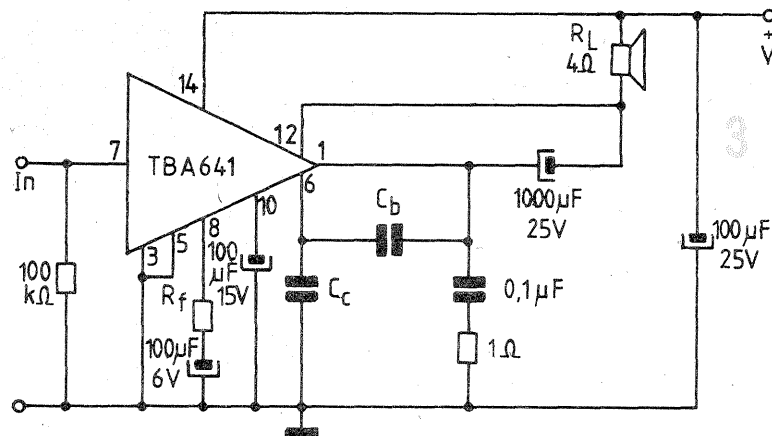 14
R_L
4Ω
+
V
12
7
TBA641
1
In
6
C_b
1000µF
25V
10
3
5
8
100
kΩ
100
µF
15V
R_f
C_c
0,1µF
100µF
25V
100µF
6V
1Ω
3